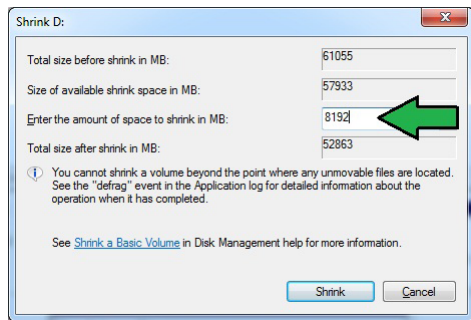 Shrink D:
Total size before shrink in MB: 61055
Size of available shrink space in MB: 57933
Enter the amount of space to shrink in MB: 8192
Total size after shrink in MB: 52863
You cannot shrink a volume beyond the point where any unmovable files are located.
See the "defrag" event in the Application log for detailed information about the
operation when it has completed.
See Shrink a Basic Volume in Disk Management help for more information.
Shrink Cancel